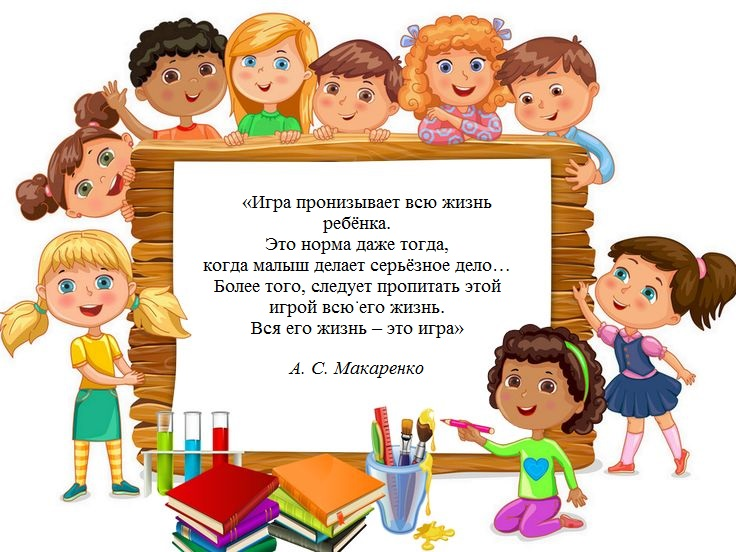 «Игра пронизывает всю жизнь
ребёнка.
Это норма даже тогда,
когда малыш делает серьёзное дело…
Более того, следует пропитать этой
игрой всю его жизнь.
Вся его жизнь – это игра»
А. С. Макаренко